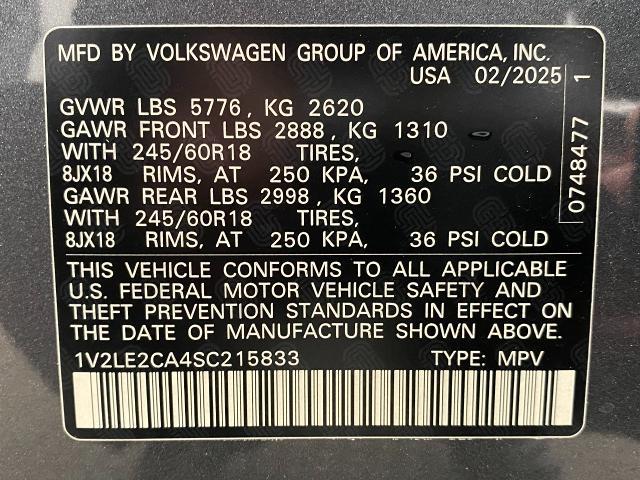 MFD BY VOLKSWAGEN GROUP OF AMERICA, INC.
USA 02/2025
GVWR LBS 5776, KG 2620
GAWR FRONT LBS 2888, KG 1310
WITH 245/60R18 TIRES,
8JX18 RIMS, AT 250 KPA, 36 PSI COLD
GAWR REAR LBS 2998, KG 1360
WITH 245/60R18 TIRES,
8JX18 RIMS, AT 250 KPA, 36 PSI COLD
THIS VEHICLE CONFORMS TO ALL APPLICABLE
U.S. FEDERAL MOTOR VEHICLE SAFETY AND
THEFT PREVENTION STANDARDS IN EFFECT ON
THE DATE OF MANUFACTURE SHOWN ABOVE.
1V2LE2CA4SC215833 TYPE: MPV
0748477 1